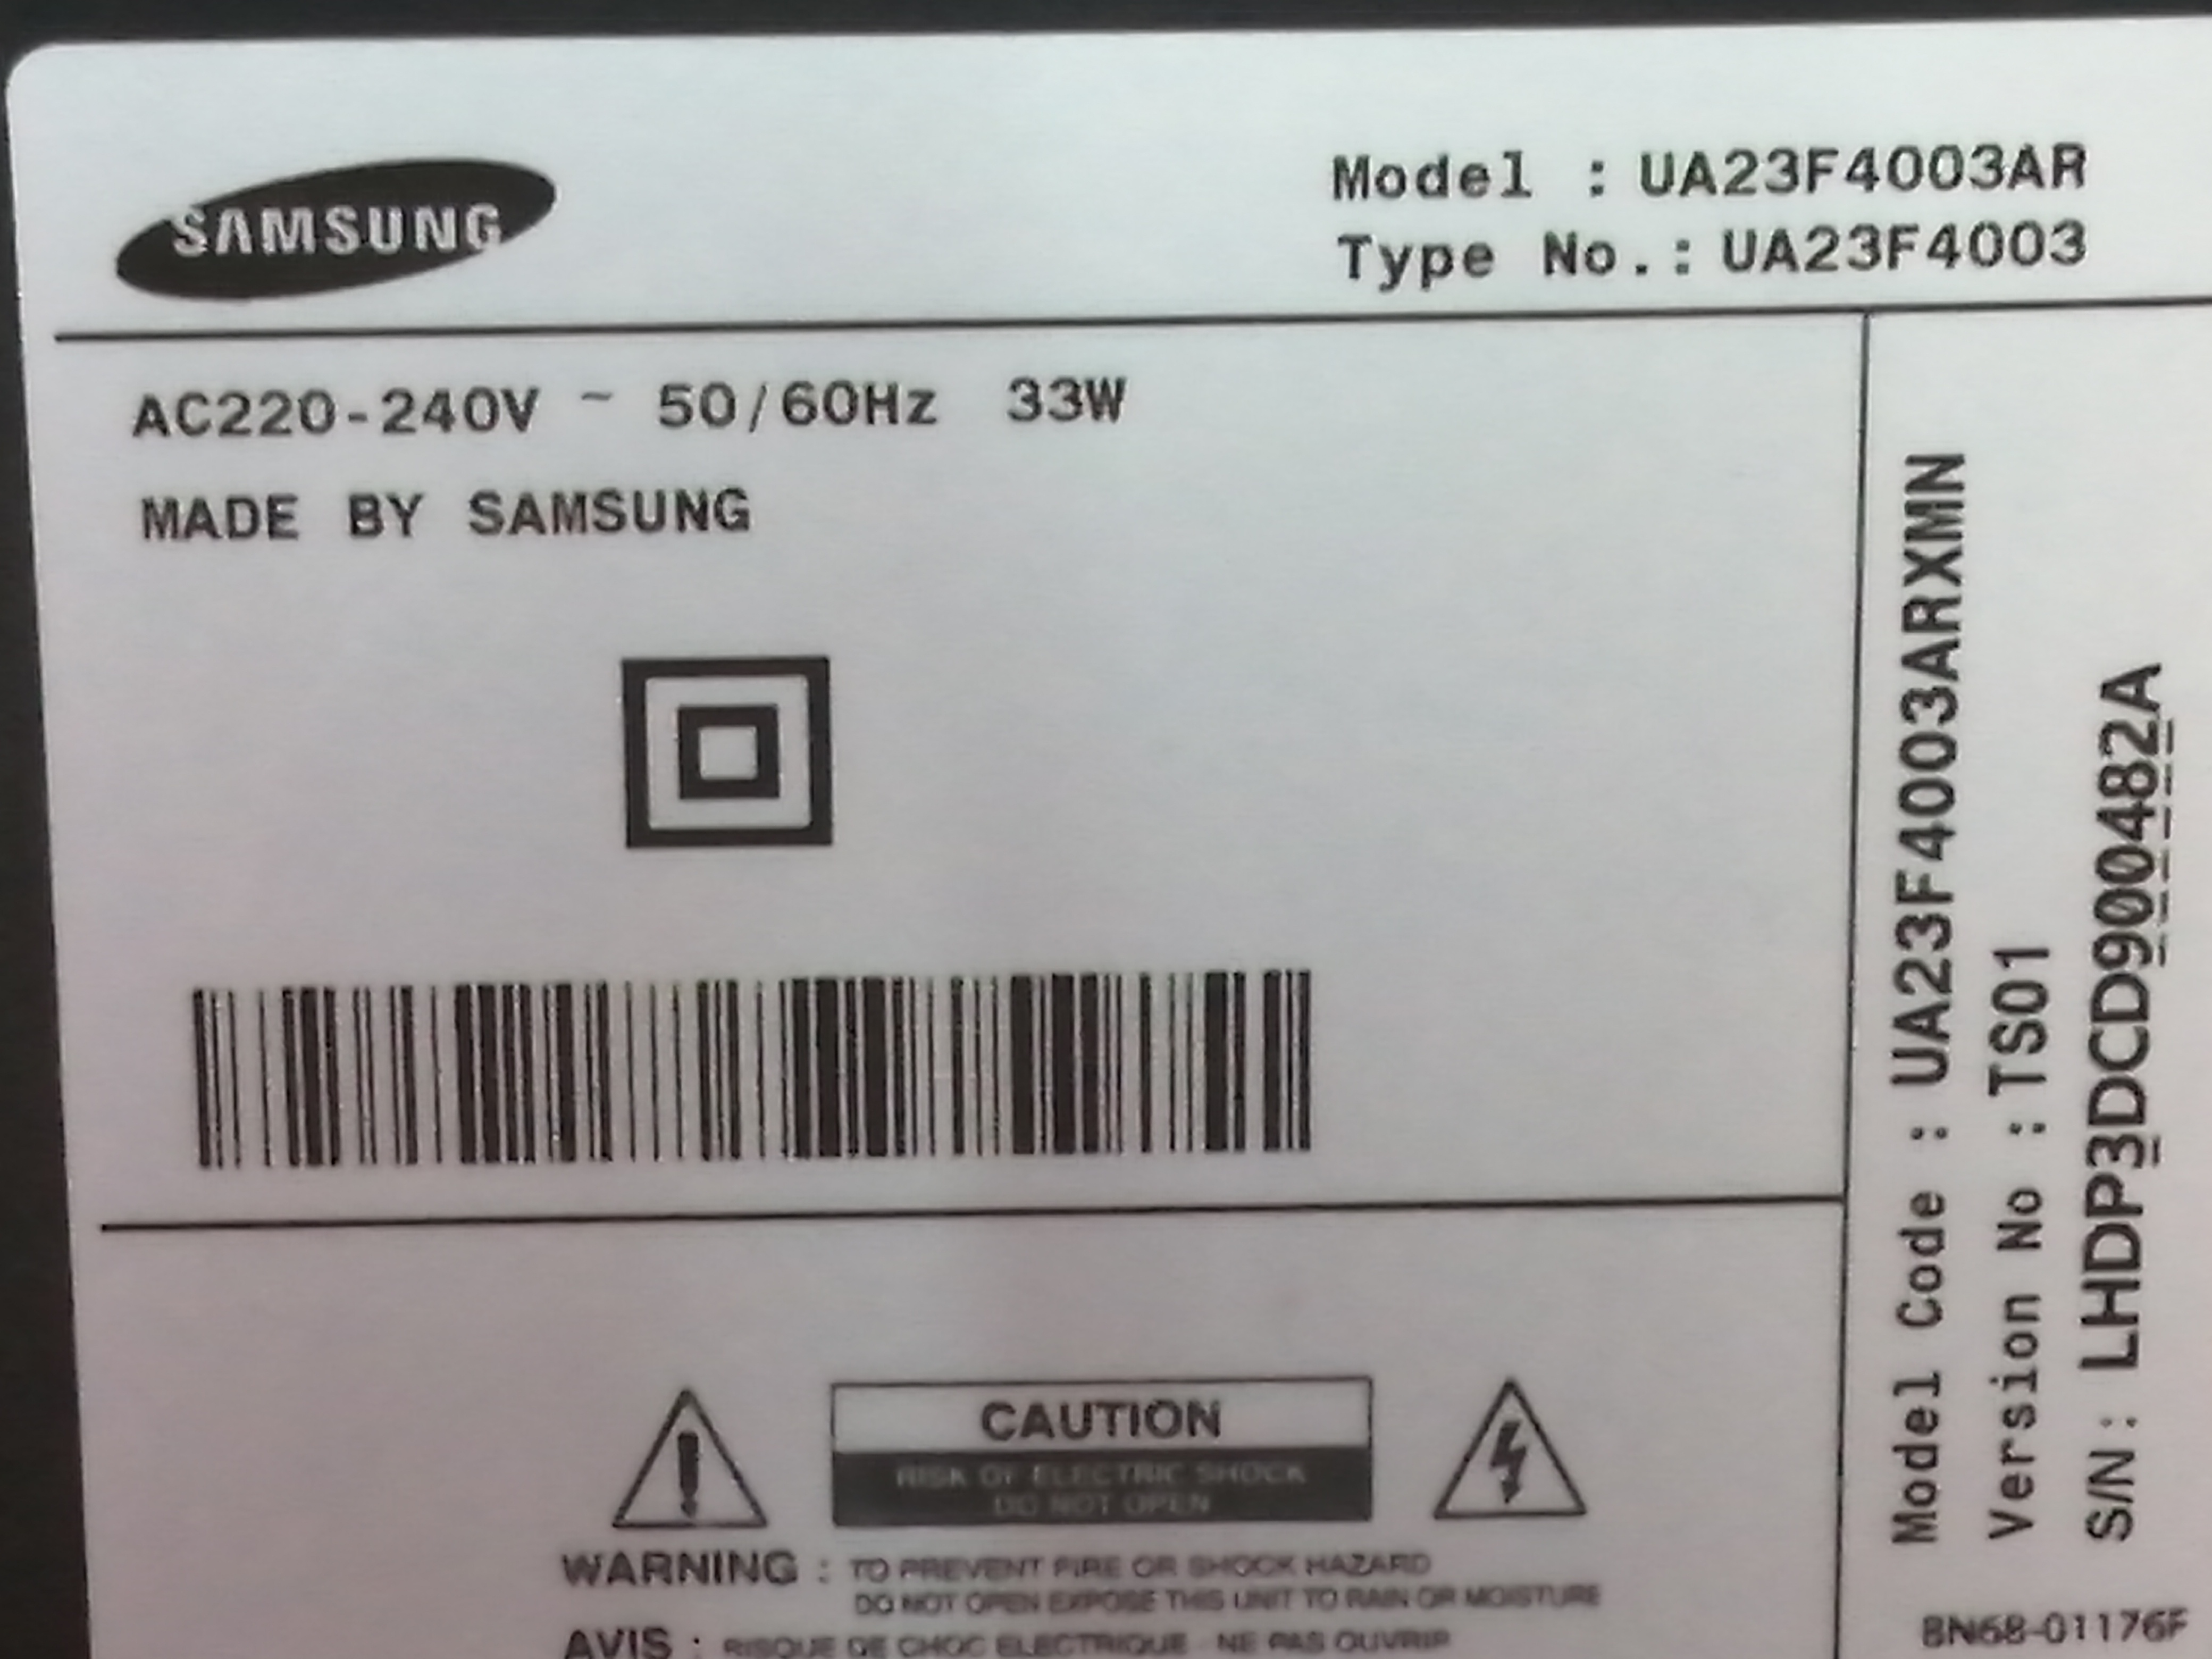 SAMSUNG
Model : UA23F4003AR
Type No.: UA23F4003
AC220-240V ~ 50/60Hz 33W
MADE BY SAMSUNG
CAUTION
RISK OF ELECTRIC SHOCK
DO NOT OPEN
WARNING : TO PREVENT FIRE OR SHOCK HAZARD
DO NOT OPEN EXPOSE THIS UNIT TO RAIN OR MOISTURE
AVIS : RISQUE DE CHOC ELECTRIQUE - NE PAS OUVRIR
Model Code : UA23F4003ARXMN
Version No : TS01
S/N : LHDP3DCD900482A
BN68-01176F